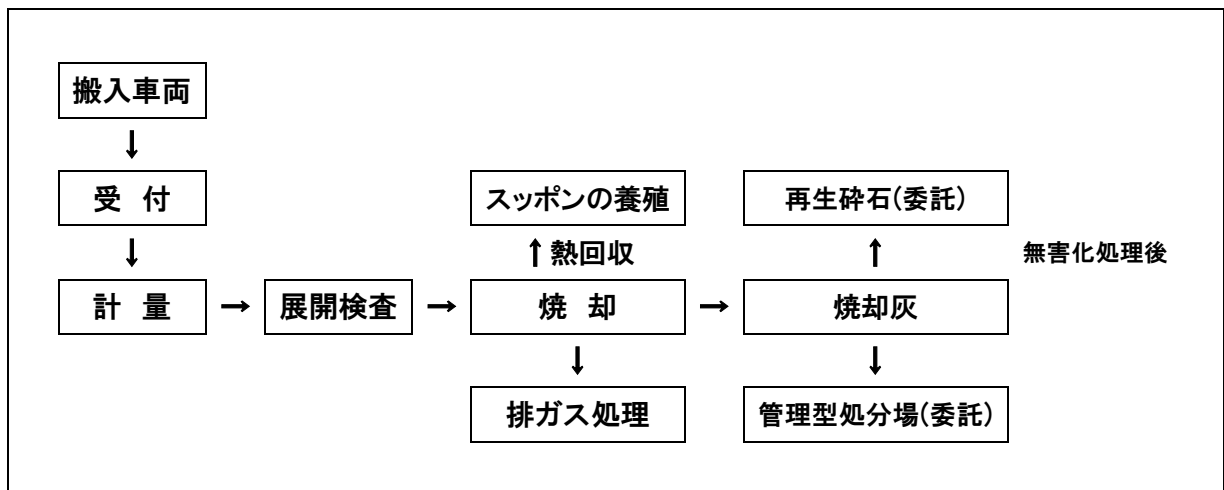 搬入車両
受 付
スッポンの養殖
再生砕石(委託)
熱回収
無害化処理後
計 量
展開検査
焼 却
焼却灰
排ガス処理
管理型処分場(委託)